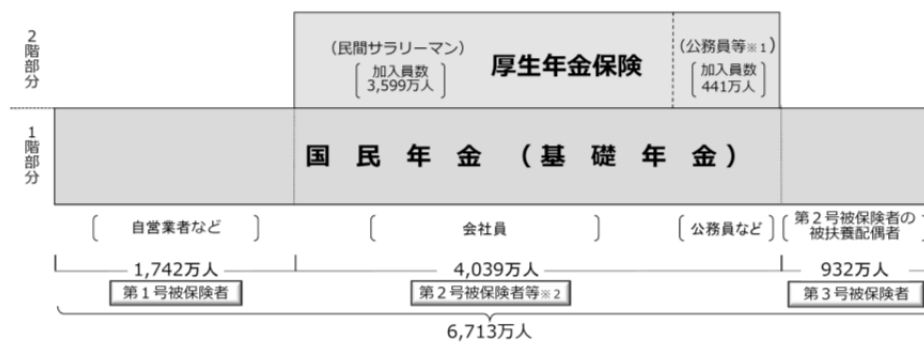 2階部分
(民間サラリーマン)
加入員数
3,599万人
厚生年金保険
(公務員等※1)
加入員数
441万人
1階部分
国民年金(基礎年金)
自営業者など
会社員
公務員など
第2号被保険者の
被扶養配偶者
1,742万人
4,039万人
932万人
第1号被保険者
第2号被保険者等※2
第3号被保険者
6,713万人